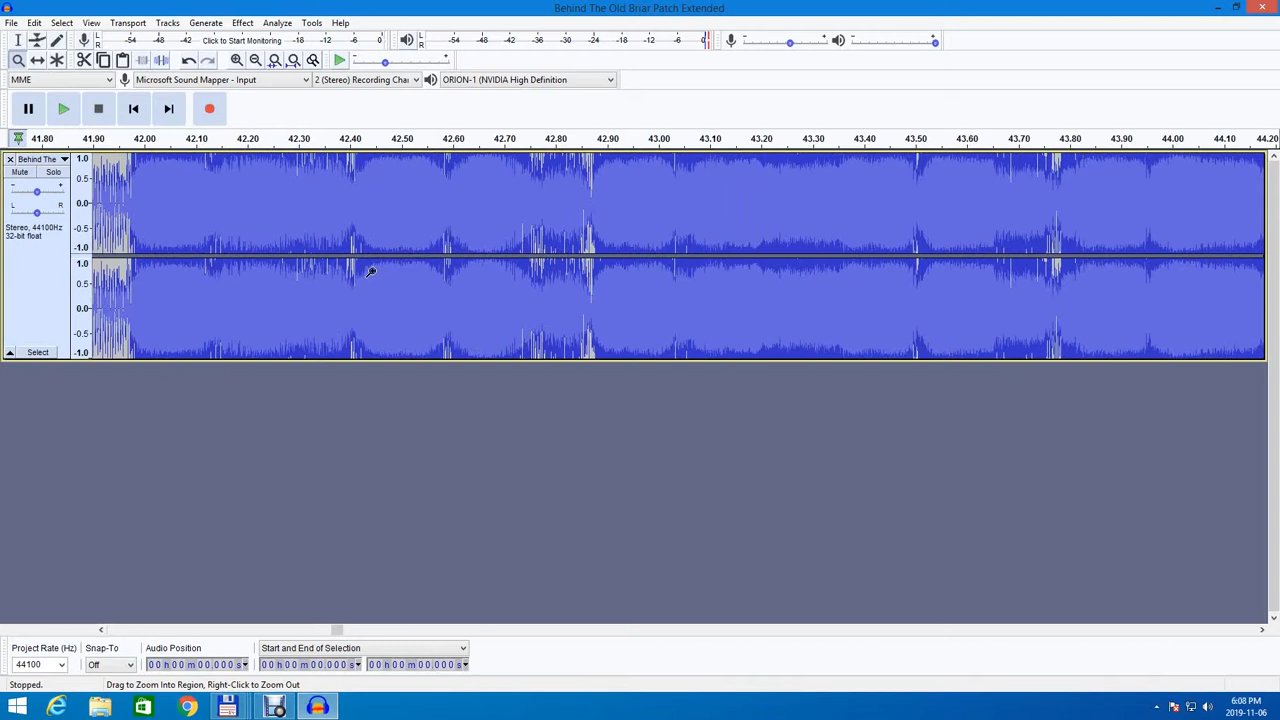 Behind The Old Briar Patch Extended
File Edit Select View Transport Tracks Generate Effect Analyze Tools Help
L R -54 -48 -42 Click to Start Monitoring -18 -12 -6 0 L R -54 -48 -42 -36 -30 -24 -18 -12 -6 0
- + - +
- +
MME Microsoft Sound Mapper - Input 2 (Stereo) Recording Chai ORION-1 (NVIDIA High Definition
41.80 41.90 42.00 42.10 42.20 42.30 42.40 42.50 42.60 42.70 42.80 42.90 43.00 43.10 43.20 43.30 43.40 43.50 43.60 43.70 43.80 43.90 44.00 44.10 44.20
Behind The 1.0
Mute Solo 0.5
- +
L R 0.0
Stereo, 44100Hz -0.5
32-bit float
-1.0
1.0
0.5
0.0
-0.5
Select -1.0
Project Rate (Hz) Snap-To Audio Position Start and End of Selection
44100 Off 00 h 00 m 00.000 s 00 h 00 m 00.000 s 00 h 00 m 00.000 s
Stopped. Drag to Zoom Into Region, Right-Click to Zoom Out
6:08 PM
2019-11-06